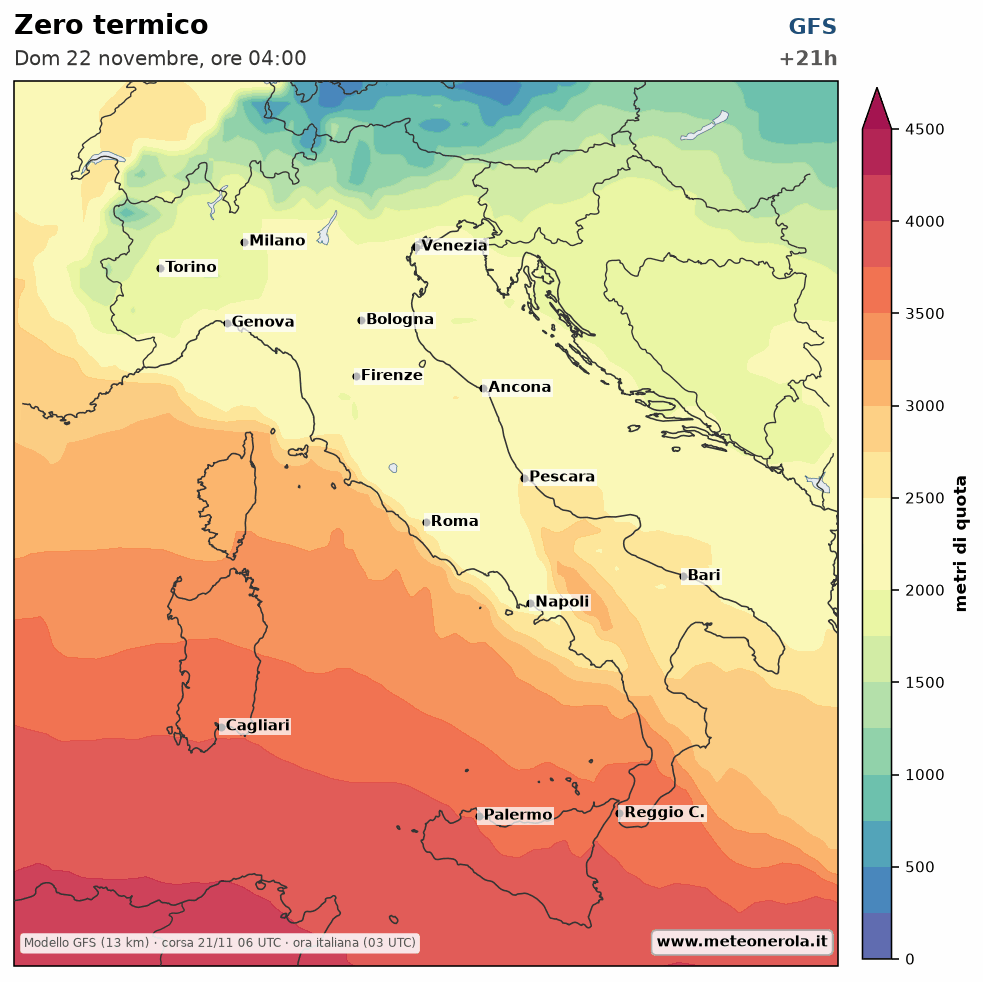 Zero termico
GFS
Dom 22 novembre, ore 04:00
+21h
Milano
Venezia
Torino
Genova
Bologna
Firenze
Ancona
Pescara
Roma
Bari
Napoli
Cagliari
Palermo
Reggio C.
4500
4000
3500
3000
2500
2000
1500
1000
500
0
metri di quota
Modello GFS (13 km) · corsa 21/11 06 UTC · ora italiana (03 UTC)
www.meteonerola.it